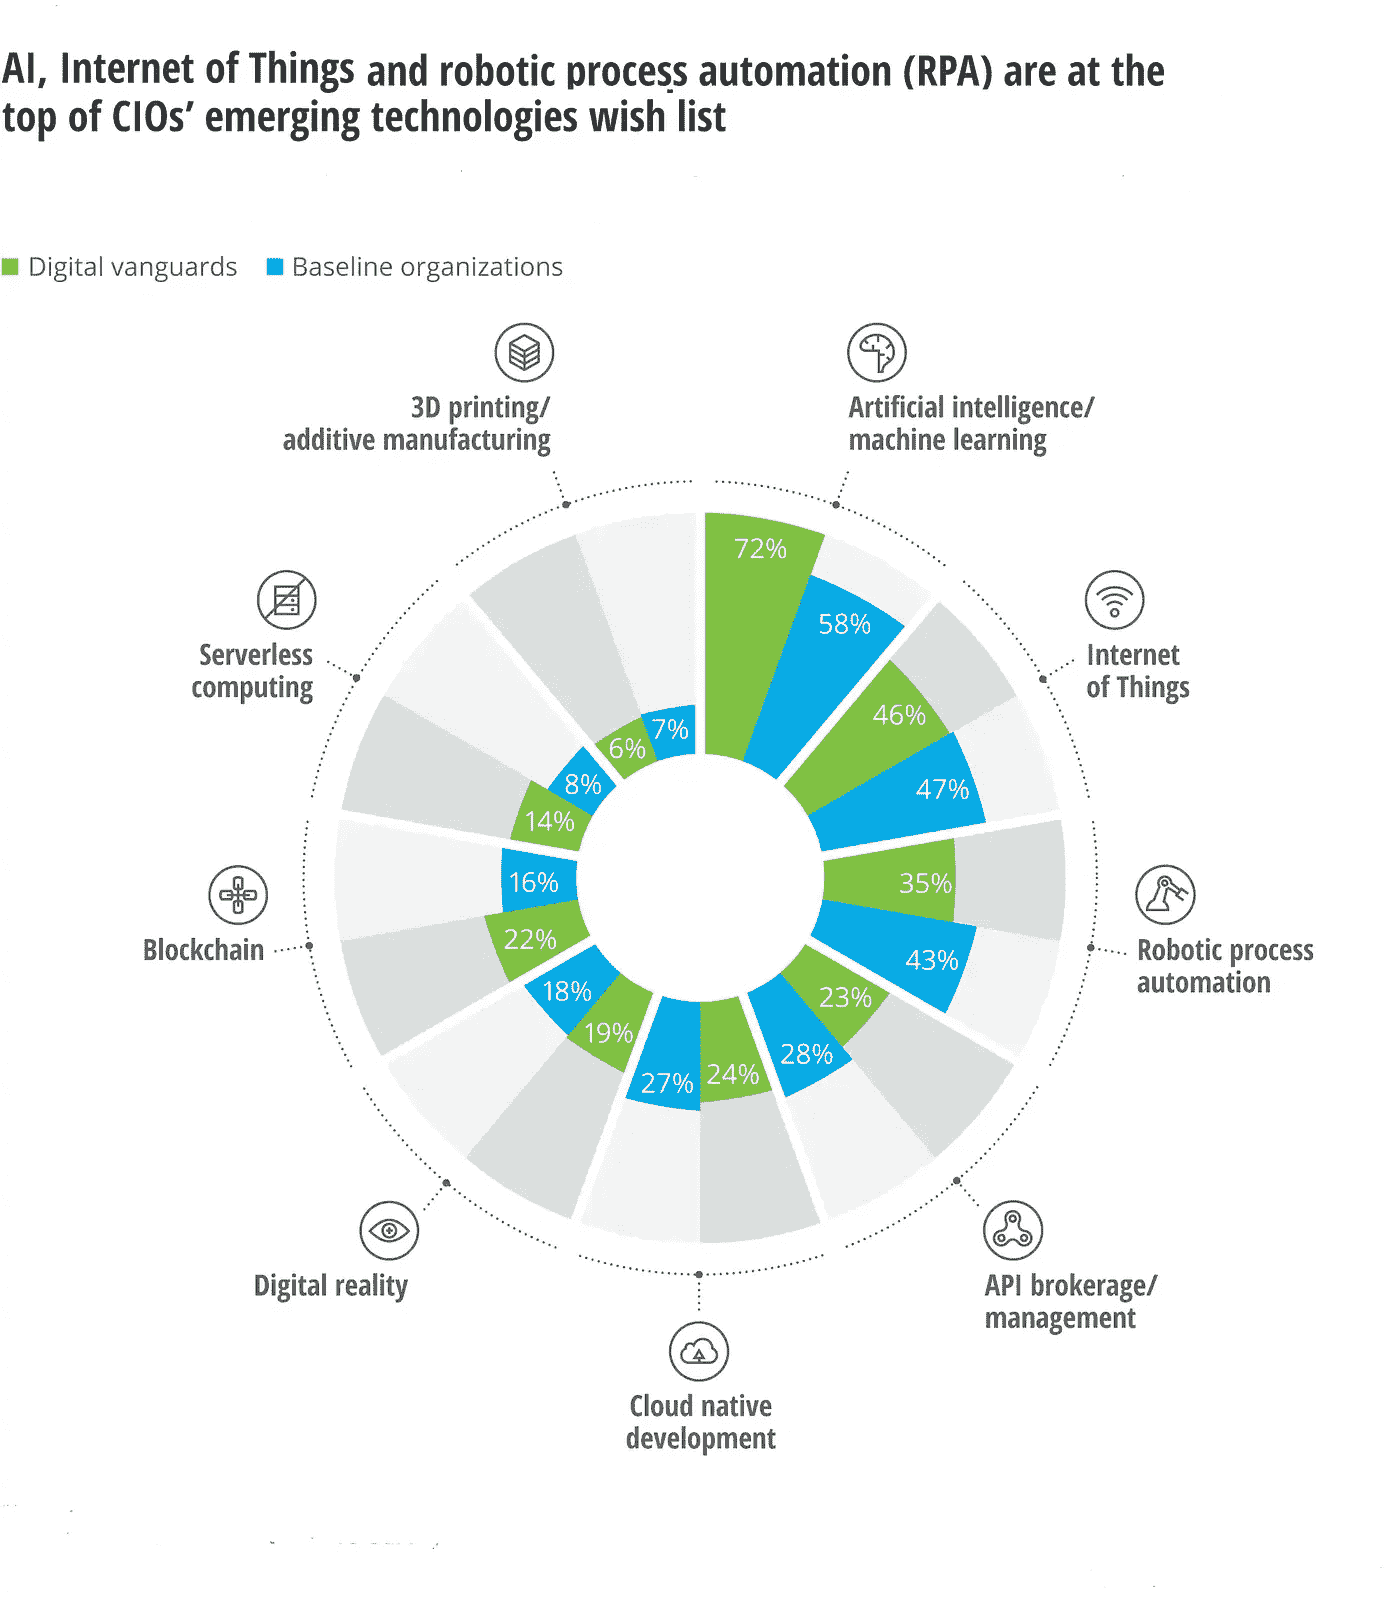 AI, Internet of Things and robotic process automation (RPA) are at the
top of CIOs’ emerging technologies wish list
Digital vanguards
Baseline organizations
3D printing/
additive manufacturing
Artificial intelligence/
machine learning
72%
58%
Serverless
computing
Internet
of Things
46%
47%
6%
7%
8%
14%
Blockchain
16%
22%
35%
43%
Robotic process
automation
18%
19%
27%
24%
23%
28%
Digital reality
API brokerage/
management
Cloud native
development